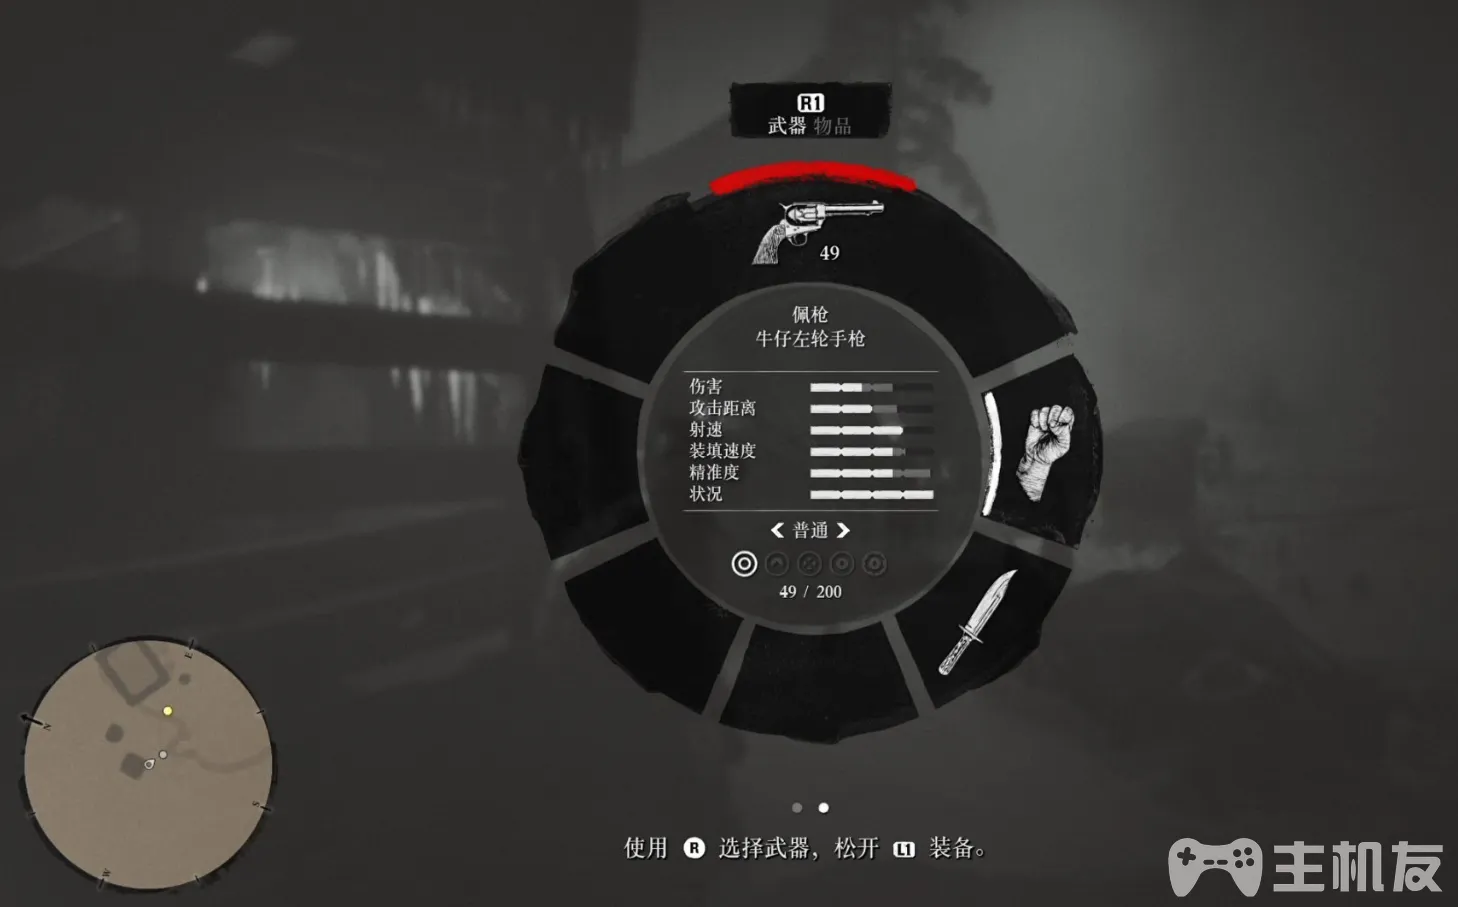 R1
武器 物品
49
佩枪
牛仔左轮手枪
伤害
攻击距离
射速
装填速度
精准度
状况
普通
49 / 200
使用 R 选择武器，松开 L1 装备。
N
E
S
W
主机友